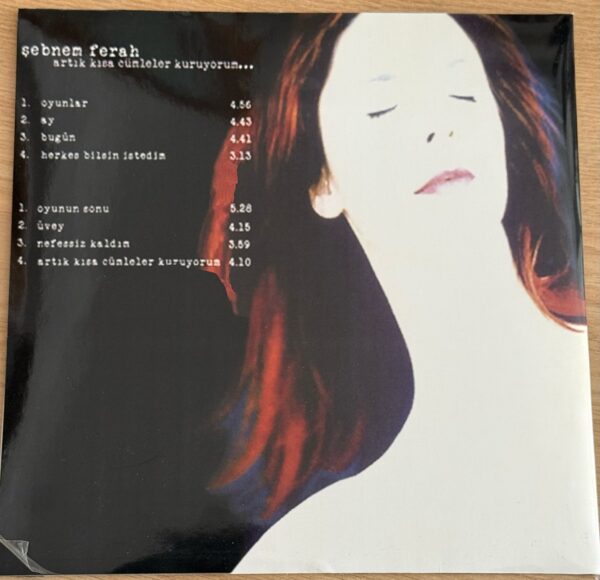 şebnem ferah
artık kısa cümleler kuruyorum...
1. oyunlar 4.56
2. ay 4.43
3. bugün 4.41
4. herkes bilsin istedim 3.13
1. oyunun sonu 5.28
2. üvey 4.15
3. nefessiz kaldım 3.59
4. artık kısa cümleler kuruyorum 4.10